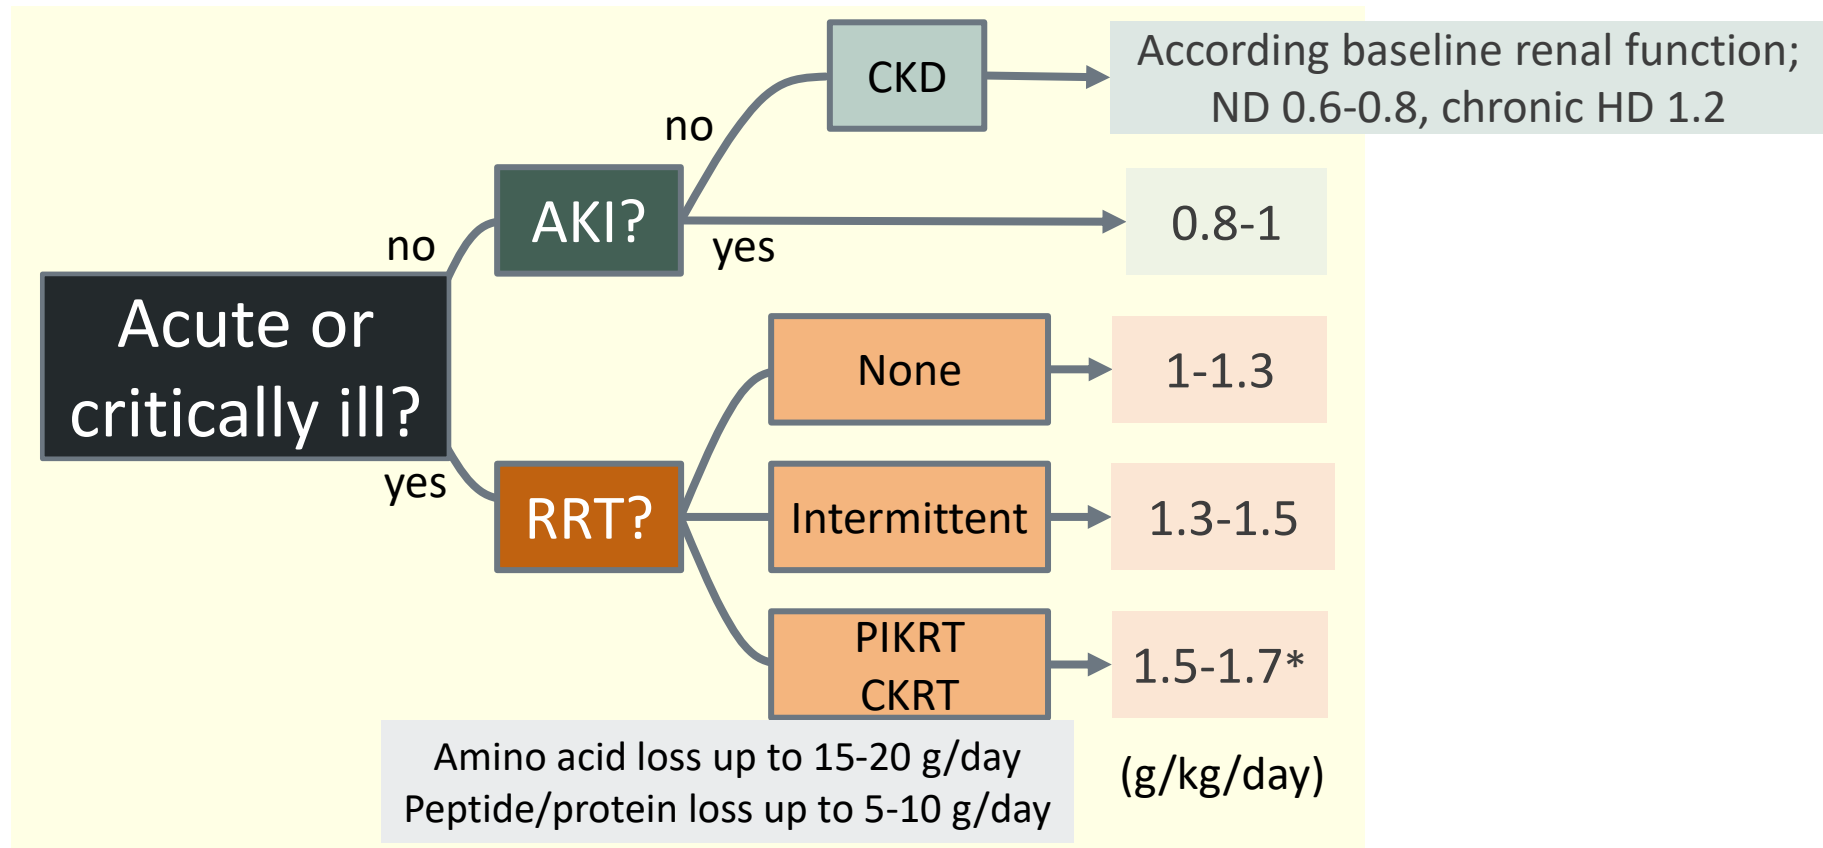 CKD
According baseline renal function;
ND 0.6-0.8, chronic HD 1.2
no
AKI?
yes
0.8-1
no
Acute or
critically ill?
yes
RRT?
None
1-1.3
Intermittent
1.3-1.5
PIKRT
CKRT
1.5-1.7*
Amino acid loss up to 15-20 g/day
Peptide/protein loss up to 5-10 g/day
(g/kg/day)